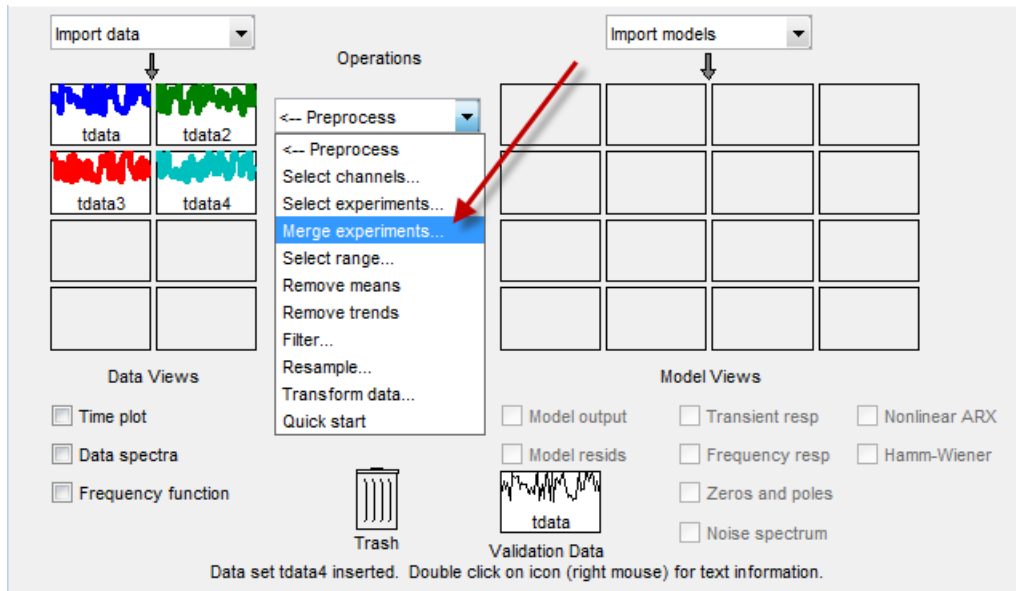 Import data
Import models
Operations
tdata
tdata2
<-- Preprocess
<-- Preprocess
Select channels...
tdata3
tdata4
Select experiments...
Merge experiments...
Select range...
Remove means
Remove trends
Filter...
Resample...
Transform data...
Quick start
Data Views
Model Views
Time plot
Data spectra
Frequency function
Model output
Transient resp
Nonlinear ARX
Model resids
Frequency resp
Hamm-Wiener
Zeros and poles
Noise spectrum
tdata
Trash
Validation Data
Data set tdata4 inserted. Double click on icon (right mouse) for text information.